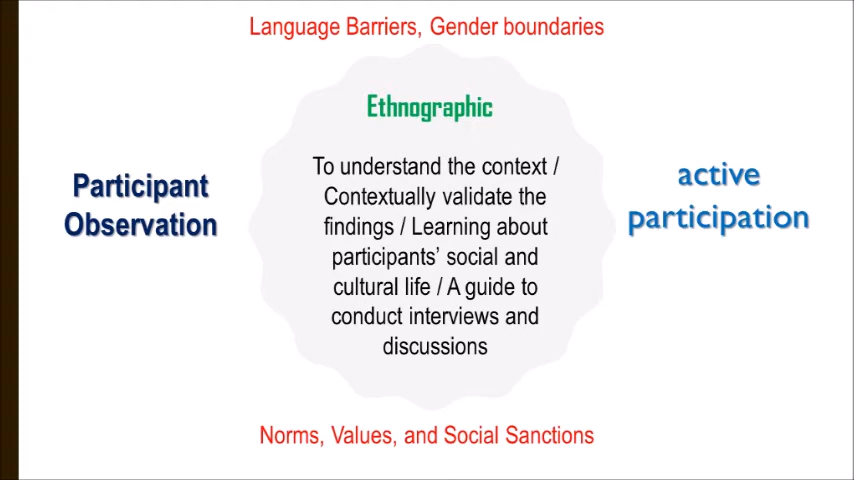 Language Barriers, Gender boundaries
Ethnographic
Participant
Observation
To understand the context /
Contextually validate the
findings / Learning about
participants' social and
cultural life / A guide to
conduct interviews and
discussions
active
participation
Norms, Values, and Social Sanctions